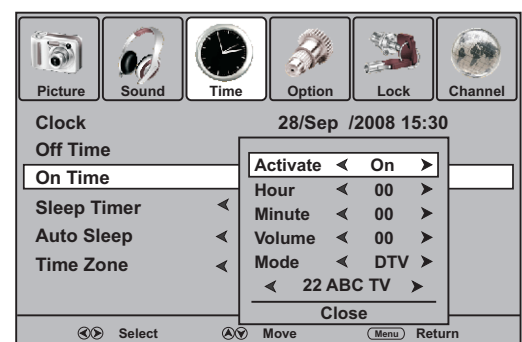 Picture Sound Time Option Lock Channel
Clock 28/Sep /2008 15:30
Off Time
On Time
Sleep Timer
Auto Sleep
Time Zone
Activate On
Hour 00
Minute 00
Volume 00
Mode DTV
22 ABC TV
Close
Select Move Menu Return